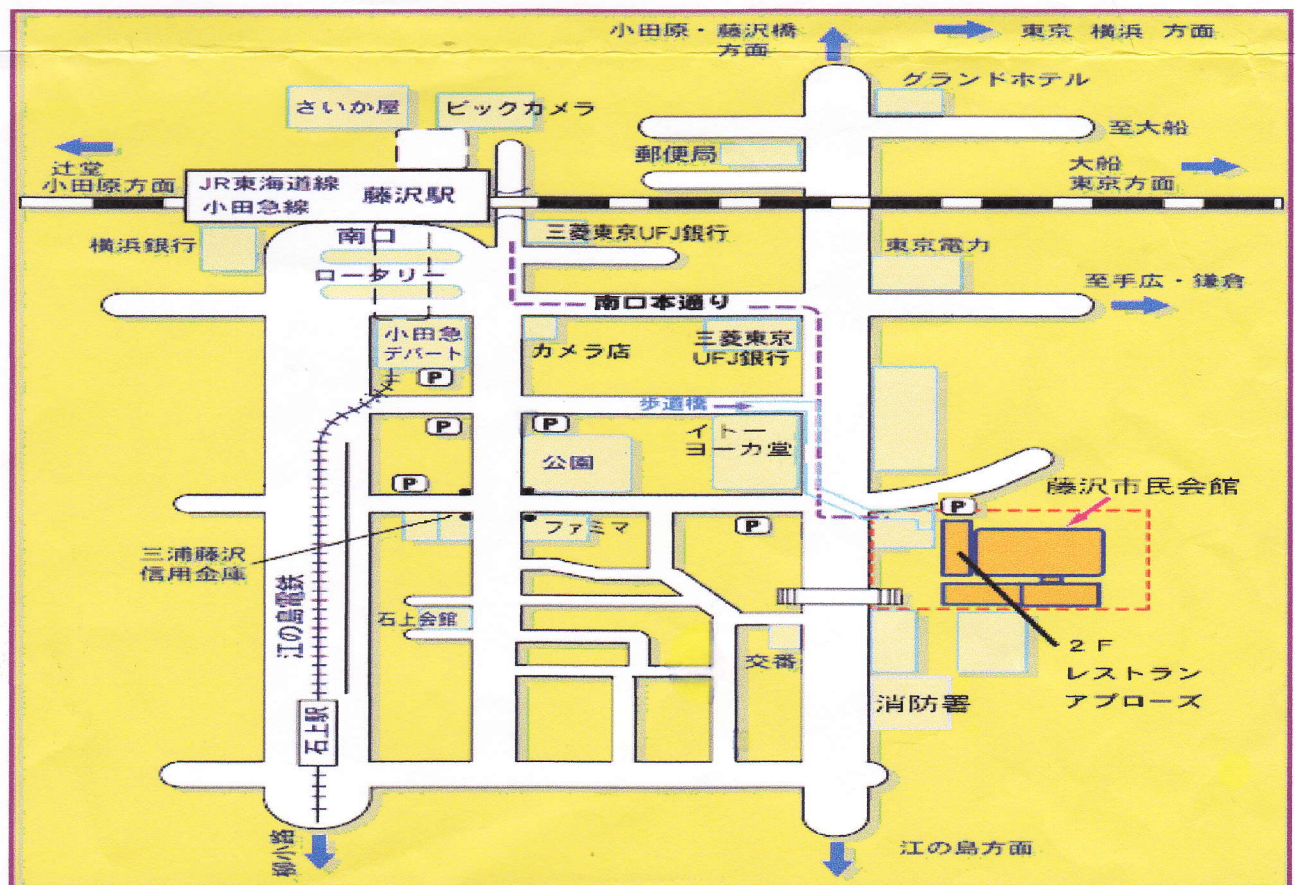 小田原・藤沢橋
方面
東京 横浜 方面
グランドホテル
さいか屋
ビックカメラ
至大船
郵便局
辻堂
小田原方面
大船
東京方面
JR東海道線
小田急線
藤沢駅
横浜銀行
南口
三菱東京UFJ銀行
東京電力
ロータリー
至手広・鎌倉
南口本通り
小田急
デパート
カメラ店
三菱東京
UFJ銀行
P
歩道橋
P
P
イトー
ヨーカ堂
公園
P
藤沢市民会館
P
ファミマ
P
三浦藤沢
信用金庫
江の島電鉄
石上会館
交番
2F
レストラン
アプローズ
消防署
石上駅
柳小路
江の島方面